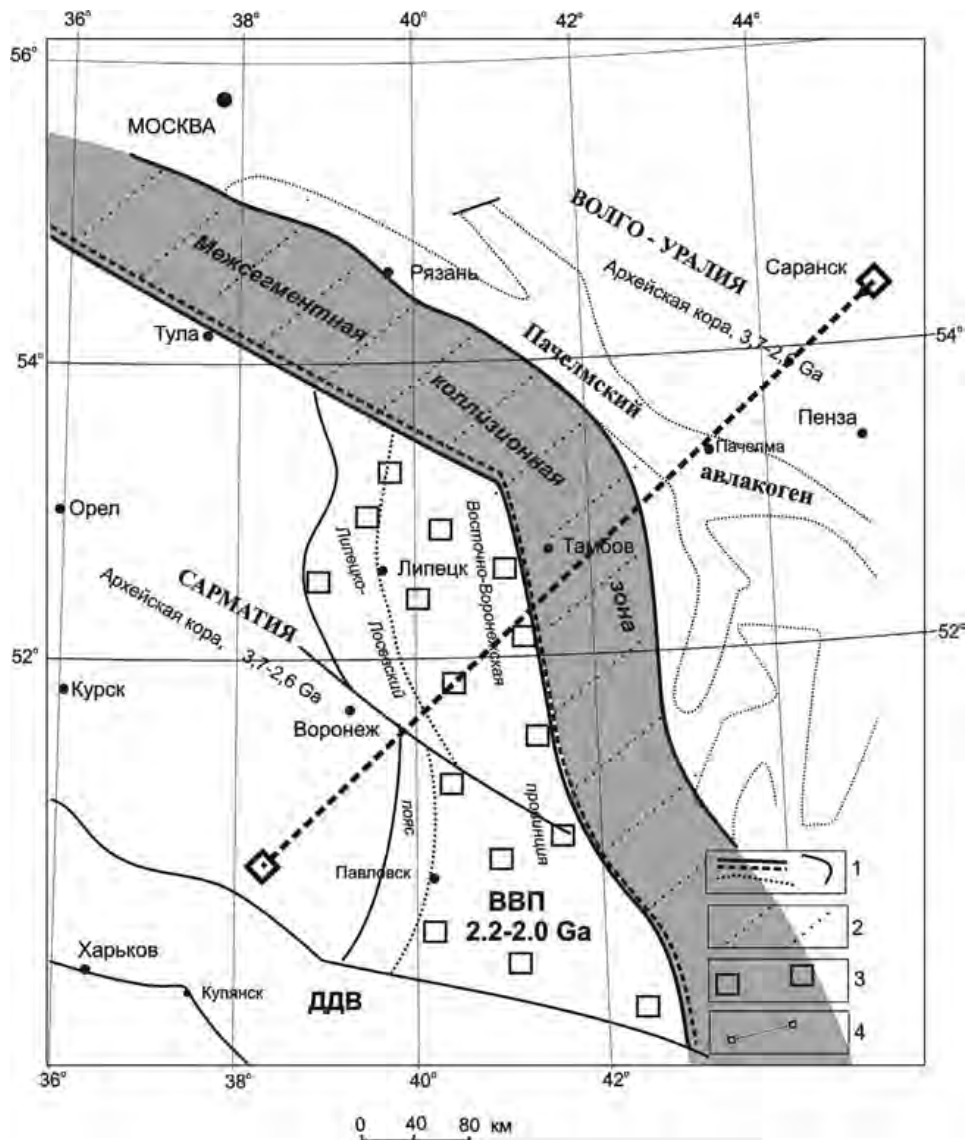 36° 38° 40° 42° 44°
56°
МОСКВА
ВОЛГО - УРАЛИЯ
Архейская кора, 3,7-2, Ga
Саранск
Межсегментная
коллизионная
зона
Рязань
Тула
Пачелмский
авлакоген
54°
54°
Пенза
Пачелма
Орел
Липецко-
Лосевский
пояс
Восточно-Воронежская
провинция
Тамбов
Липецк
САРМАТИЯ
Архейская кора, 3,7-2,6 Ga
52°
52°
Курск
Воронеж
Павловск
ВВП
2.2-2.0 Ga
Харьков
Купянск
ДДВ
1
2
3
4
36° 38° 40° 42°
0 40 80 км